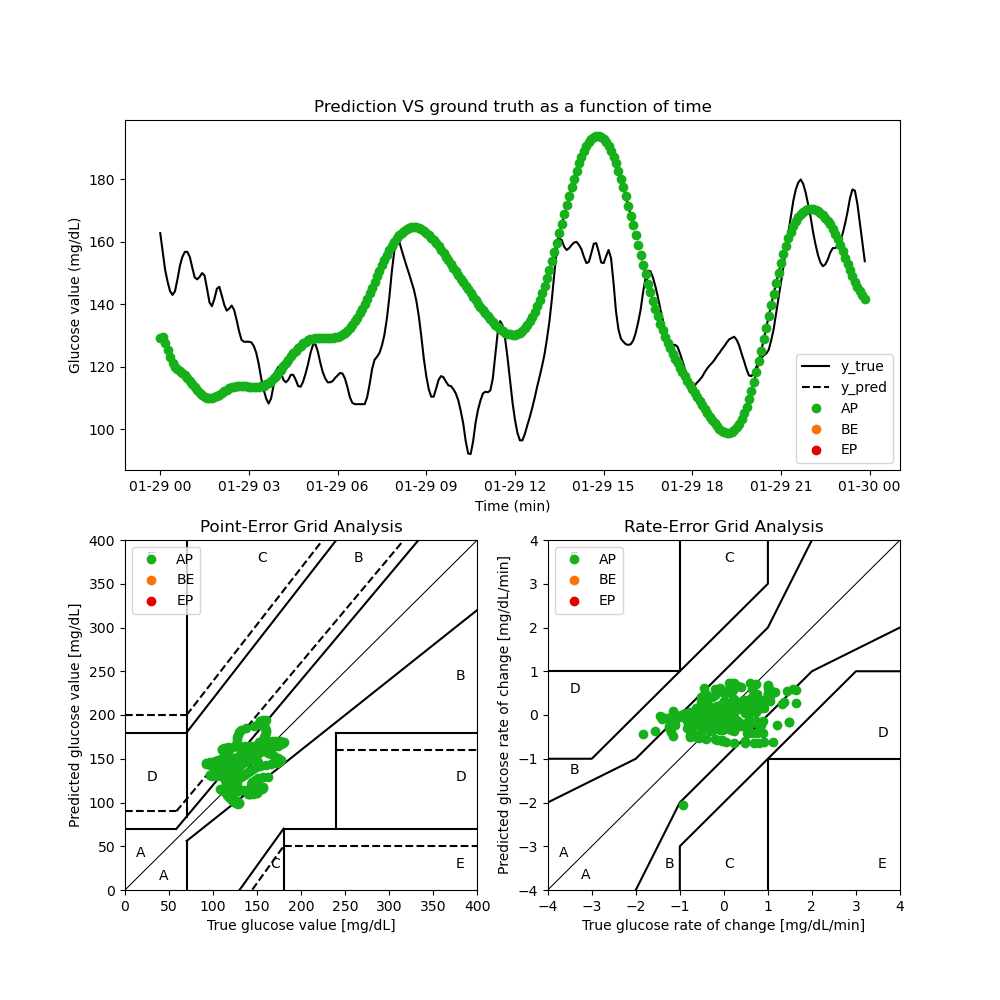 Prediction VS ground truth as a function of time
Glucose value (mg/dL)
180
160
140
120
100
y_true
y_pred
AP
BE
EP
01-29 00 01-29 03 01-29 06 01-29 09 01-29 12 01-29 15 01-29 18 01-29 21 01-30 00
Time (min)
Point-Error Grid Analysis
Predicted glucose value [mg/dL]
400
350
300
250
200
150
100
50
0
AP
BE
EP
C B
B
D D
A
A
C E
0 50 100 150 200 250 300 350 400
True glucose value [mg/dL]
Rate-Error Grid Analysis
Predicted glucose rate of change [mg/dL/min]
4
3
2
1
0
−1
−2
−3
−4
AP
BE
EP
C
D
D
B
A
A
B C E
−4 −3 −2 −1 0 1 2 3 4
True glucose rate of change [mg/dL/min]